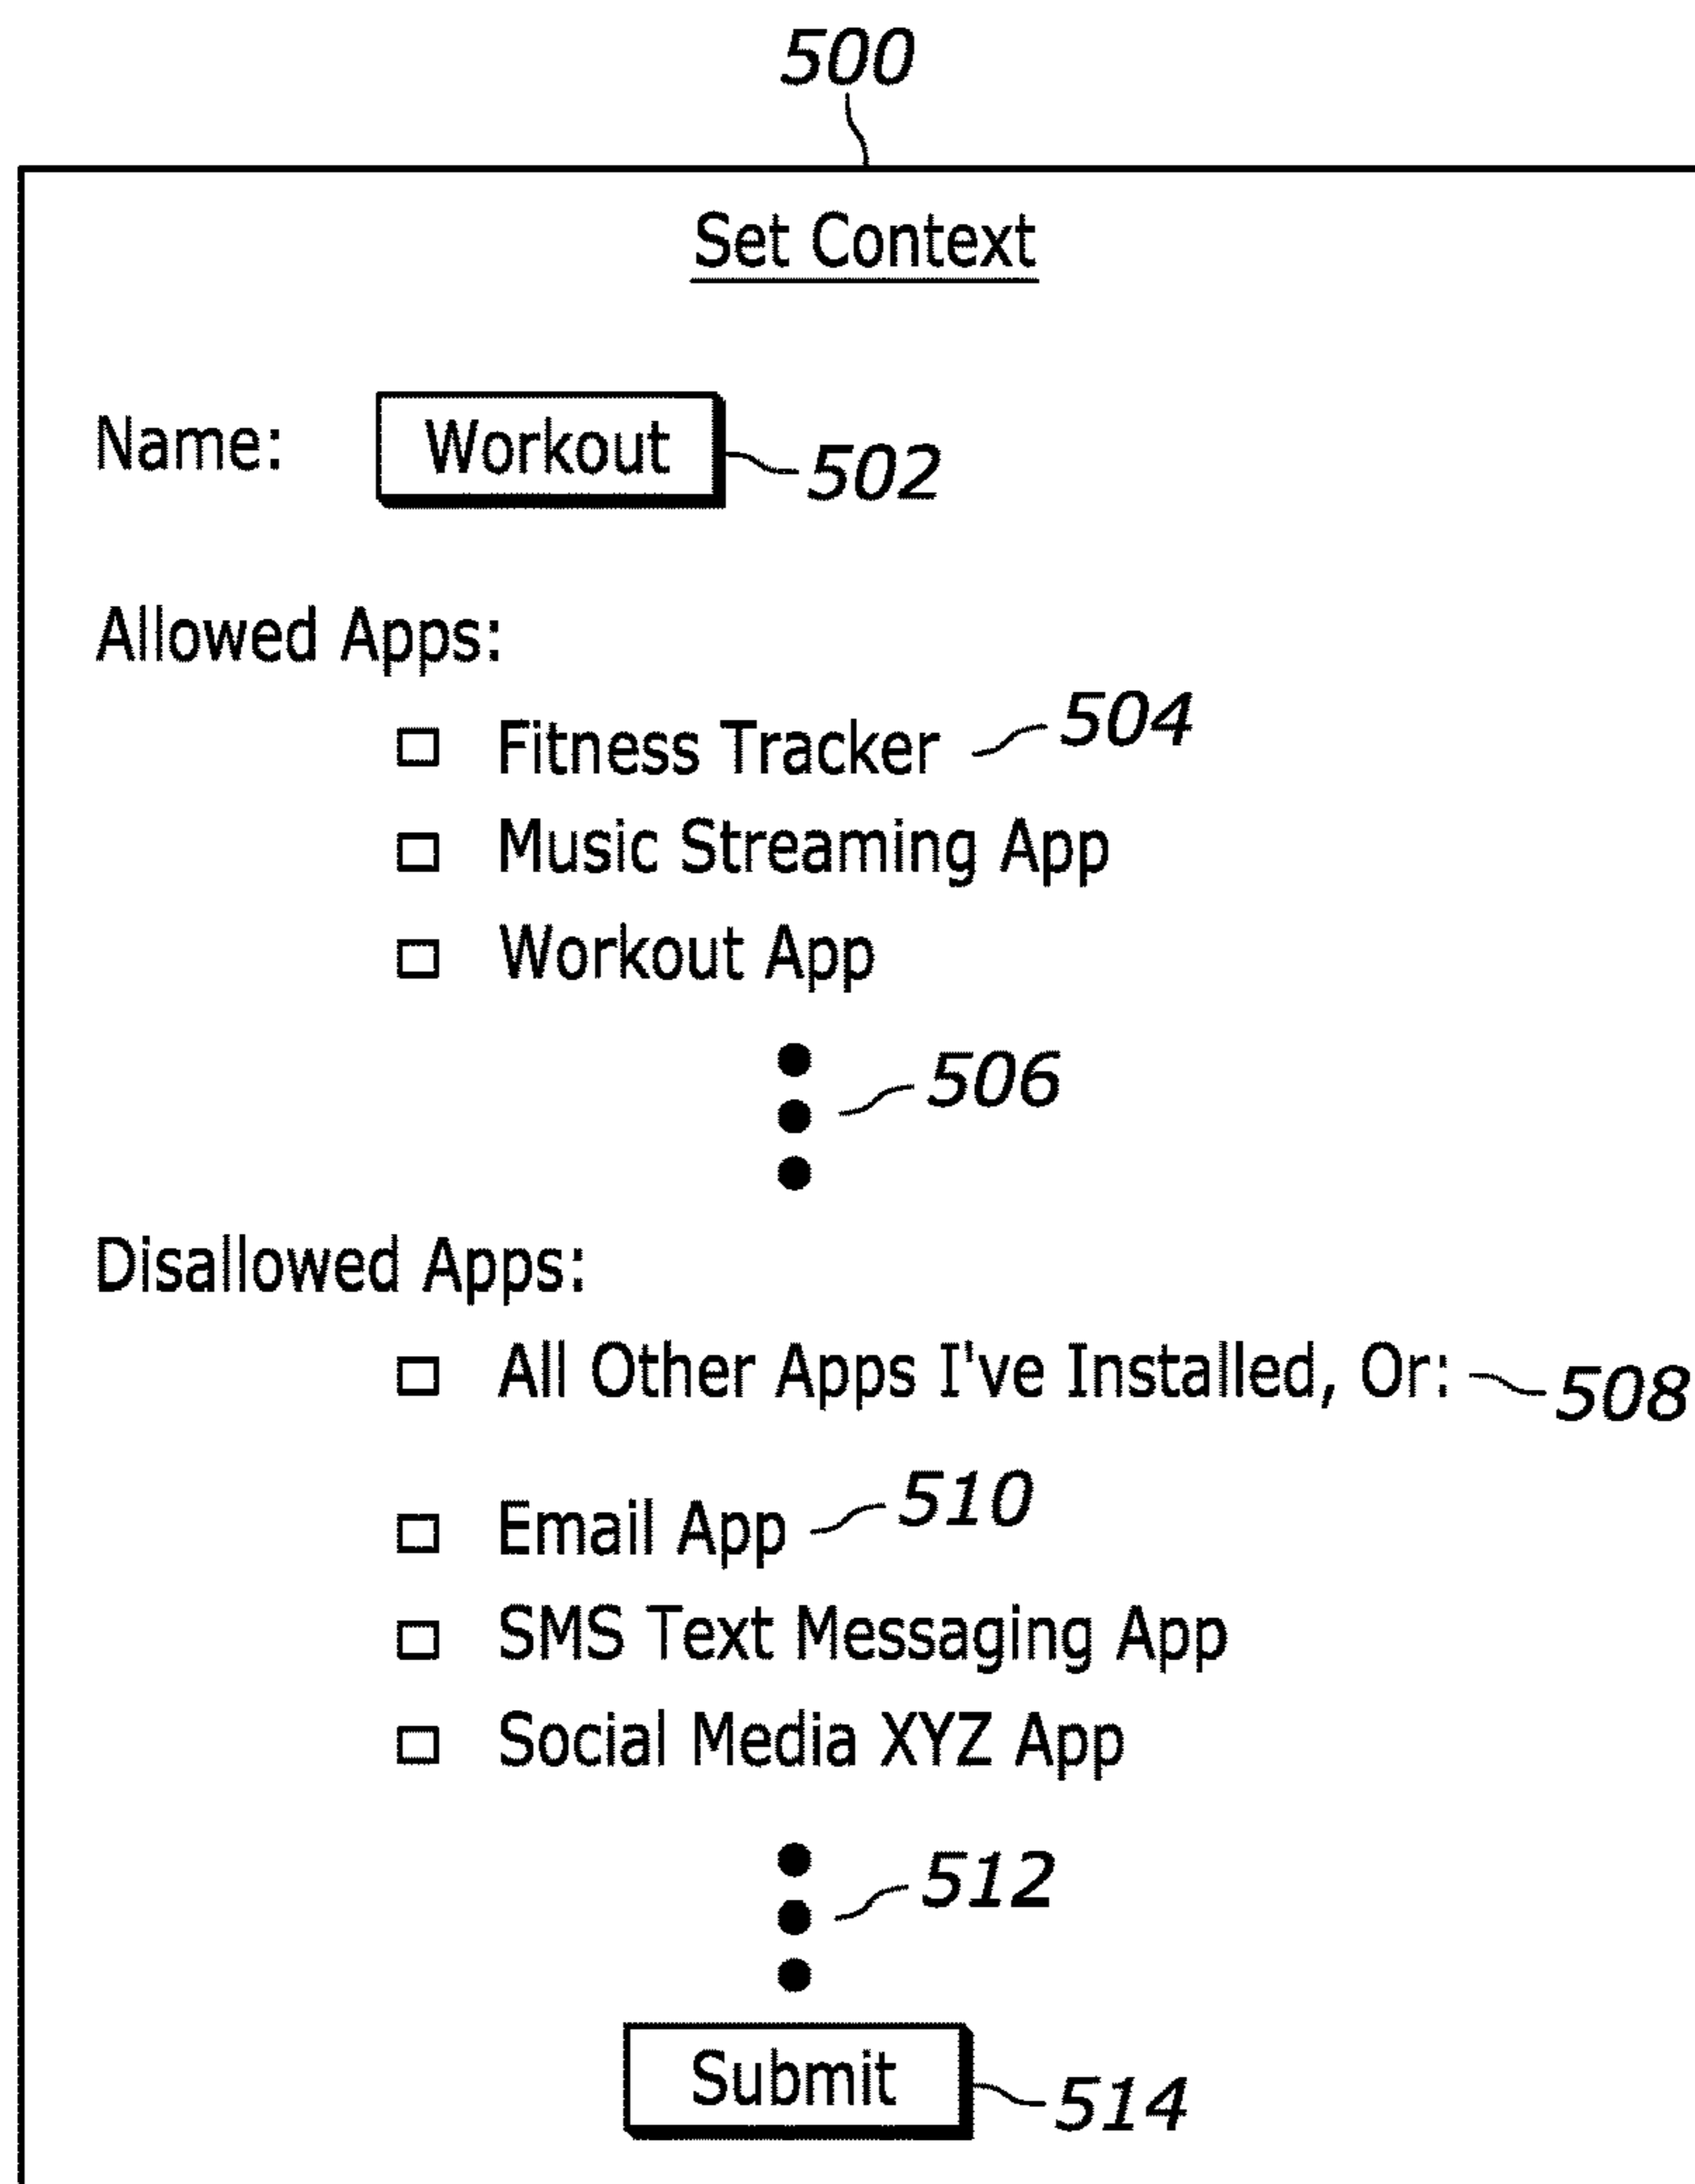 500
Set Context
Name: Workout 502
Allowed Apps:
Fitness Tracker 504
Music Streaming App
Workout App
506
Disallowed Apps:
All Other Apps I've Installed, Or: 508
Email App 510
SMS Text Messaging App
Social Media XYZ App
512
Submit 514